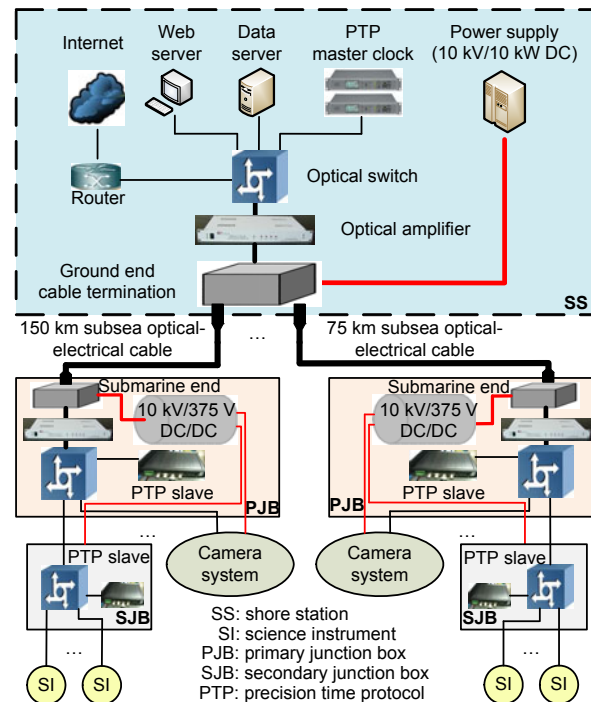 Internet
Web
server
Data
server
PTP
master clock
Power supply
(10 kV/10 kW DC)
Router
Optical switch
Optical amplifier
Ground end
cable termination
SS
150 km subsea optical-
electrical cable
...
75 km subsea optical-
electrical cable
Submarine end
10 kV/375 V
DC/DC
PTP slave
PJB
Submarine end
10 kV/375 V
DC/DC
PTP slave
PJB
...
Camera
system
Camera
system
...
PTP slave
SJB
PTP slave
SJB
...
SI
SI
...
SI
SI
SS: shore station
SI: science instrument
PJB: primary junction box
SJB: secondary junction box
PTP: precision time protocol